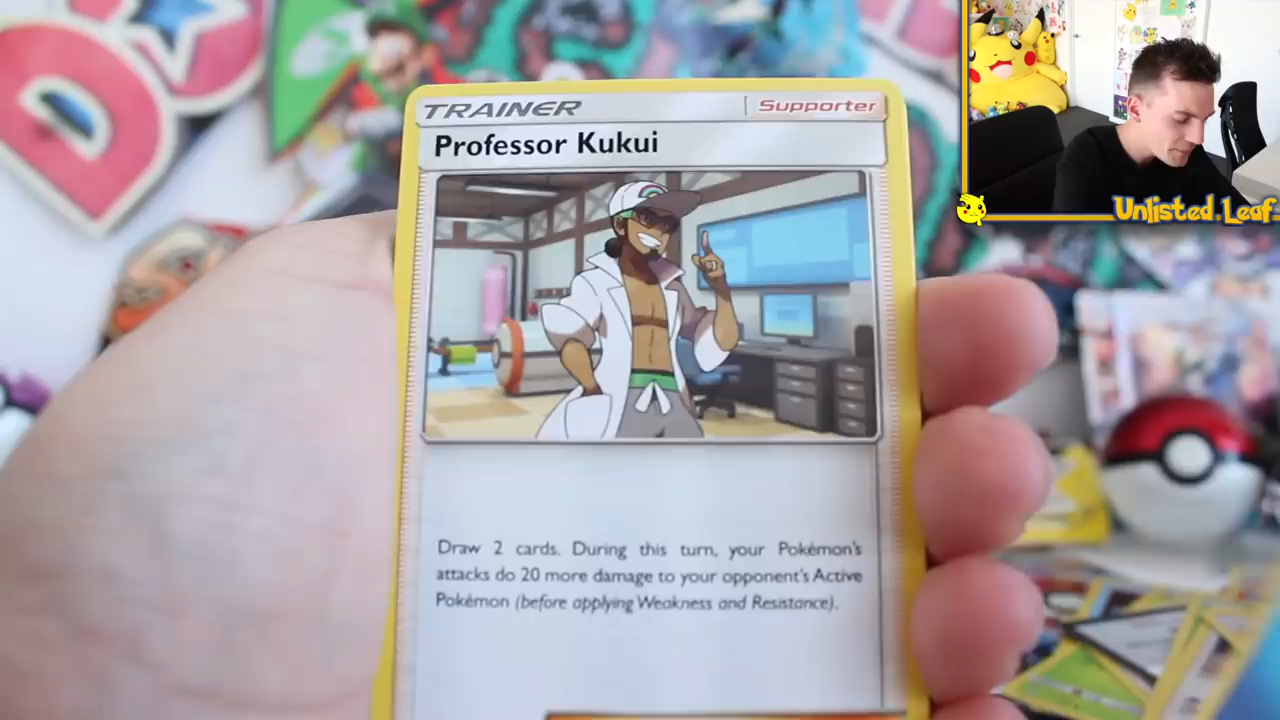 TRAINER Supporter
Professor Kukui
Draw 2 cards. During this turn, your Pokémon's
attacks do 20 more damage to your opponent's Active
Pokémon (before applying Weakness and Resistance).
Unlisted.Leaf